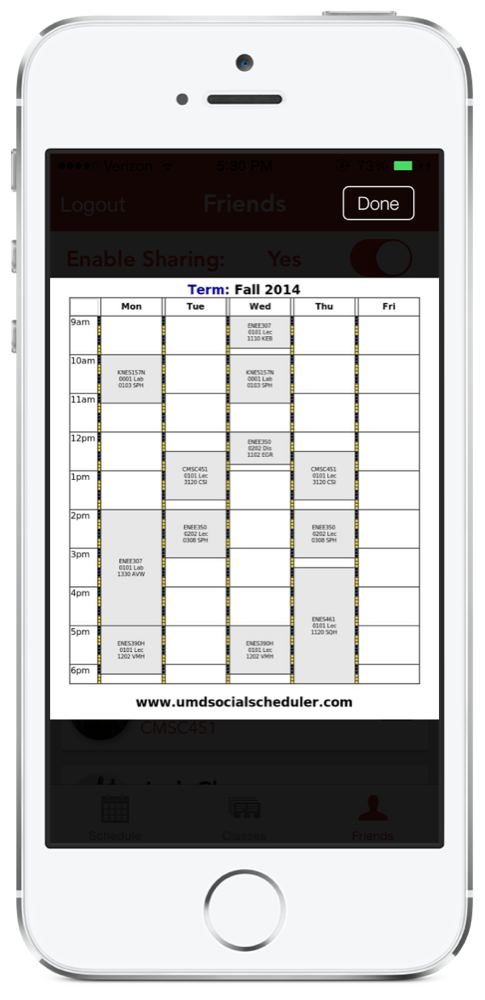 Verizon 5:30 PM 73%
Logout Friends Done
Enable Sharing: Yes
Term: Fall 2014
Mon Tue Wed Thu Fri
9am
ENEE307
0101 Lec
1110 KEB
10am
KNES157N
0001 Lab
0103 SPH
KNES157N
0001 Lab
0103 SPH
11am
12pm
ENEE350
0202 Dis
1102 EGR
CMSC451
0101 Lec
3120 CSI
CMSC451
0101 Lec
3120 CSI
1pm
2pm
ENEE350
0202 Lec
0308 SPH
ENEE350
0202 Lec
0308 SPH
3pm
ENEE307
0101 Lab
1330 AVW
4pm
ENES461
0101 Lec
1120 SQH
5pm
ENES390H
0101 Lec
1202 VMH
ENES390H
0101 Lec
1202 VMH
6pm
www.umdsocialscheduler.com
CMSC451
Schedule Classes Friends